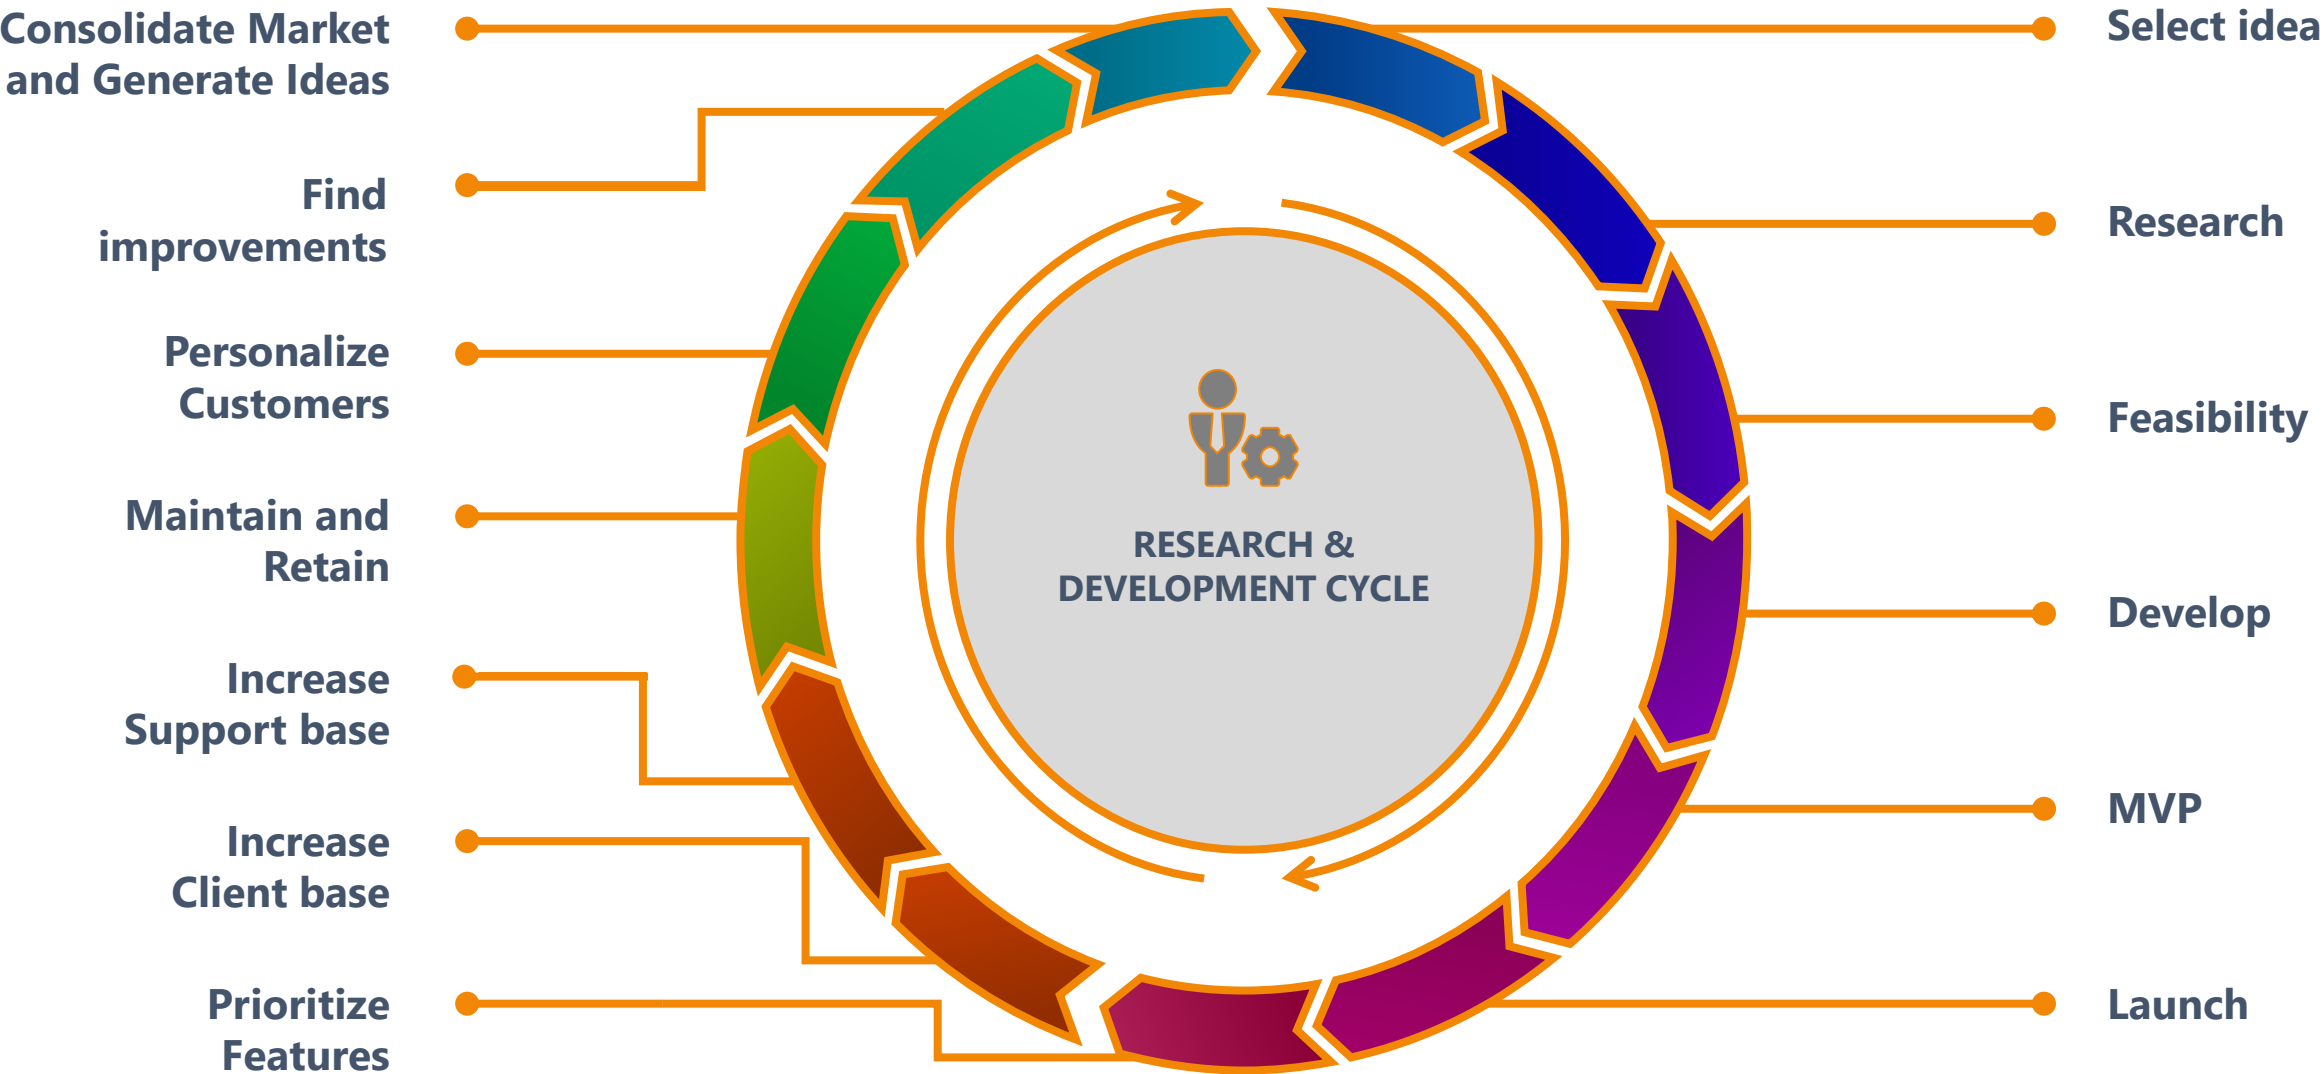 Consolidate Market
and Generate Ideas
Find
improvements
Personalize
Customers
Maintain and
Retain
Increase
Support base
Increase
Client base
Prioritize
Features
RESEARCH &
DEVELOPMENT CYCLE
Select idea
Research
Feasibility
Develop
MVP
Launch